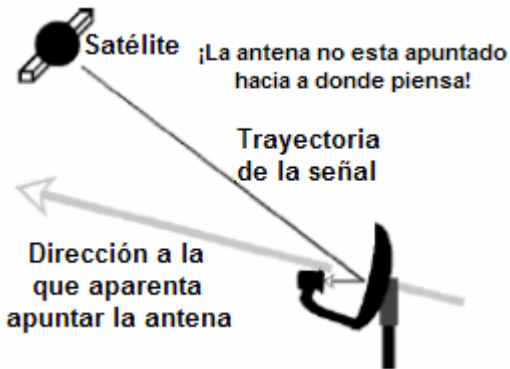 Satélite
¡La antena no esta apuntado
hacia a donde piensa!
Trayectoria
de la señal
Dirección a la
que aparenta
apuntar la antena